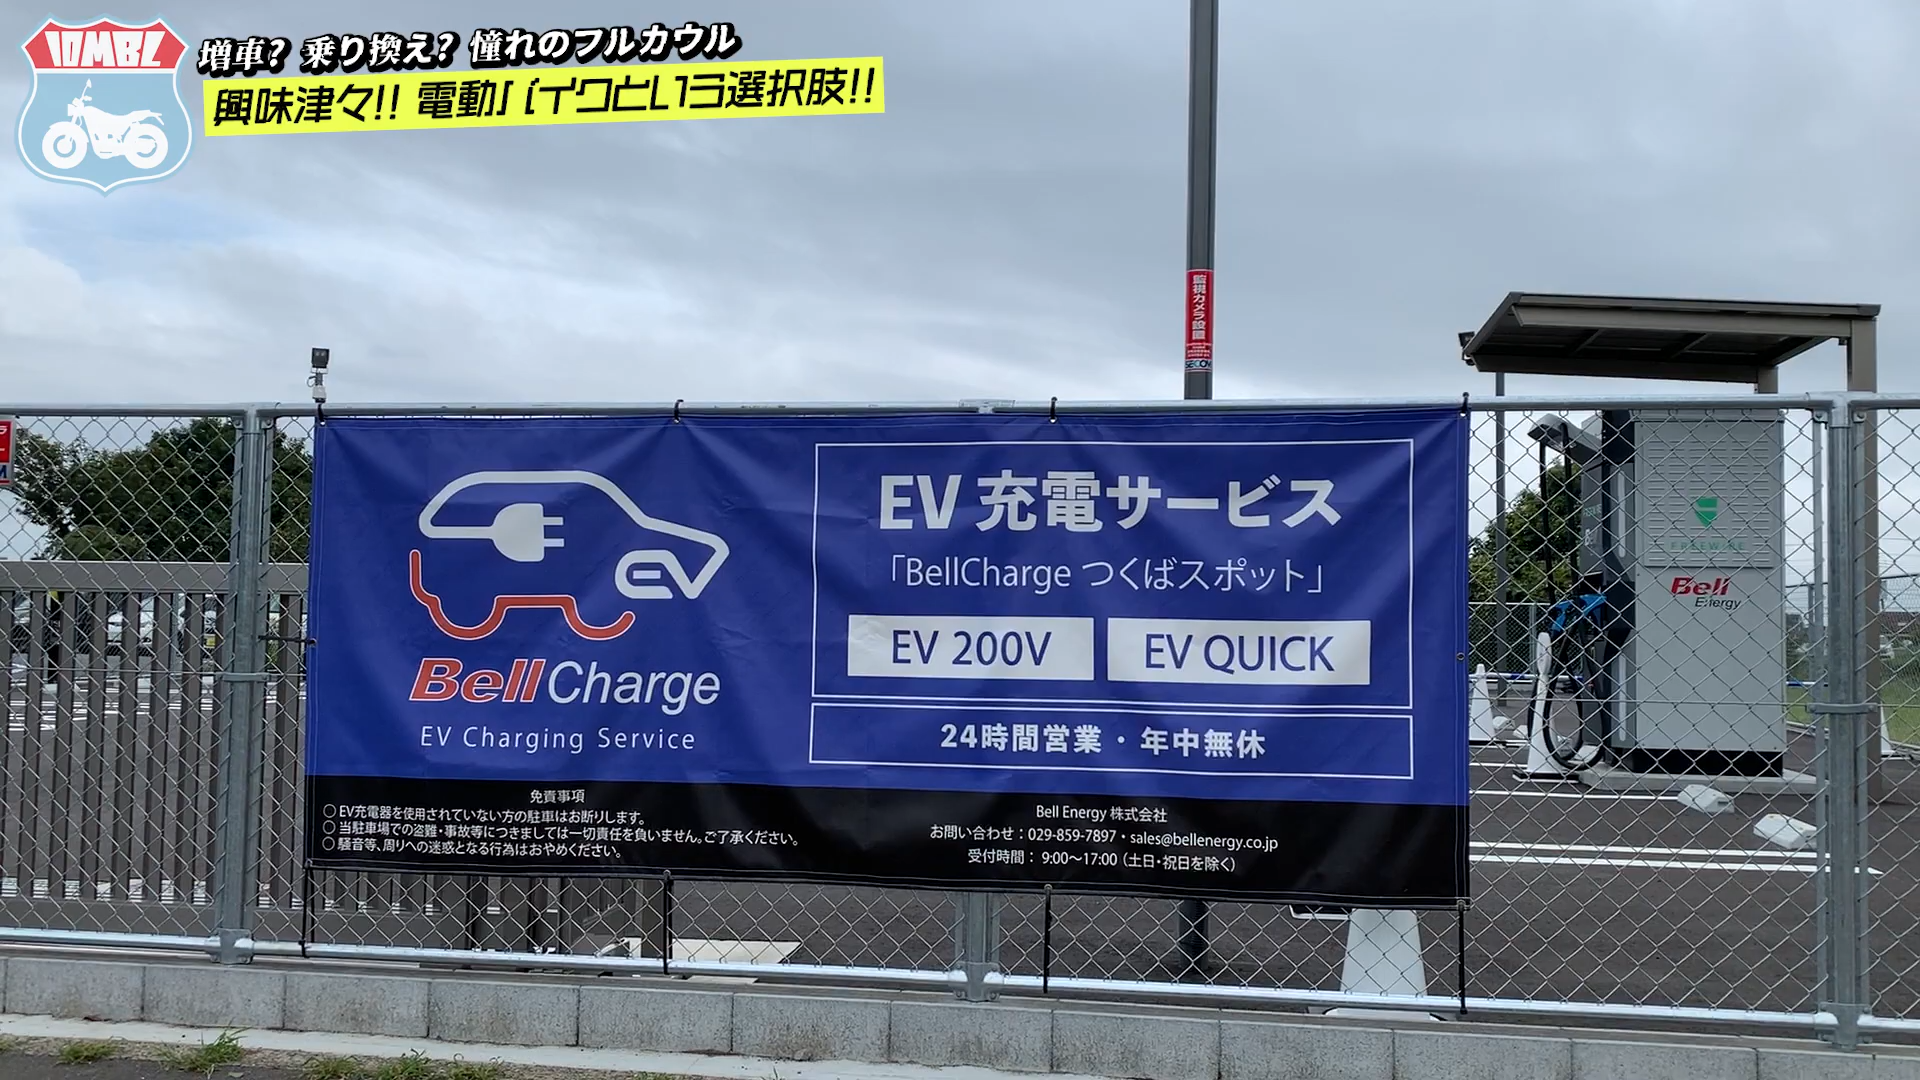 10MBL
増車? 乗り換え? 憧れのフルカウル
興味津々!! 電動バイクという選択肢!!
監視カメラ設置
SECOM
EV
Bell Charge
EV Charging Service
EV 充電サービス
「BellCharge つくばスポット」
EV 200V
EV QUICK
24時間営業・年中無休
免責事項
○ EV充電器を使用されていない方の駐車はお断りします。
○ 当駐車場での盗難・事故等につきましては一切責任を負いません。ご了承ください。
○ 騒音等、周りへの迷惑となる行為はおやめください。
Bell Energy 株式会社
お問い合わせ：029-859-7897・sales@bellenergy.co.jp
受付時間： 9:00～17:00（土日・祝日を除く）
FREEWIRE
Bell
Energy